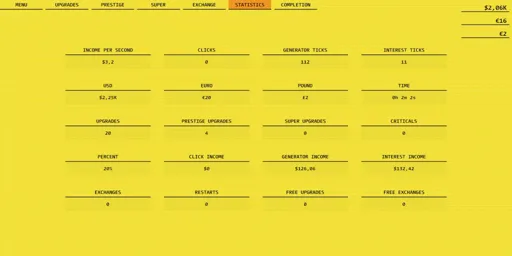 MENU UPGRADES PRESTIGE SUPER EXCHANGE STATISTICS COMPLETION
$2,06K
€16
€2
INCOME PER SECOND CLICKS GENERATOR TICKS INTEREST TICKS
$3,2 0 112 11
USD EURO POUND TIME
$2,25K €20 £2 0h 2m 2s
UPGRADES PRESTIGE UPGRADES SUPER UPGRADES CRITICALS
20 4 0 0
PERCENT CLICK INCOME GENERATOR INCOME INTEREST INCOME
20% $0 $126,06 $132,42
EXCHANGES RESTARTS FREE UPGRADES FREE EXCHANGES
0 0 0 0